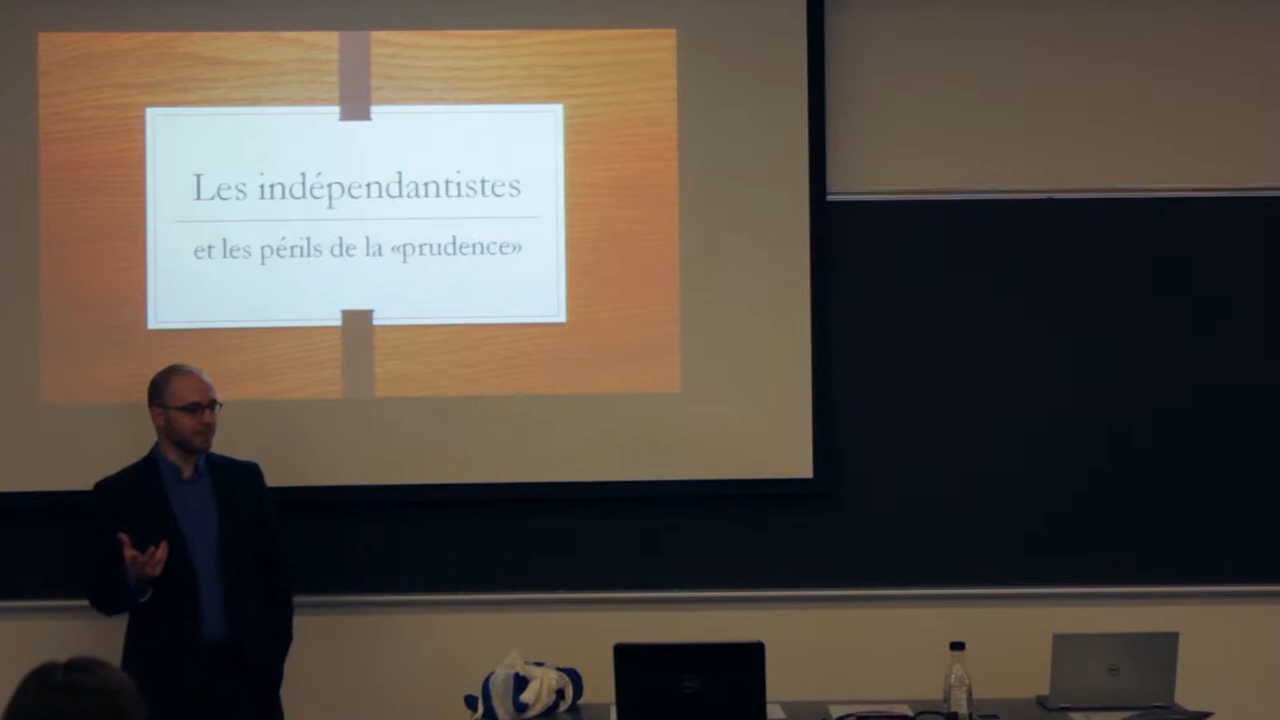 Les indépendantistes
et les périls de la «prudence»